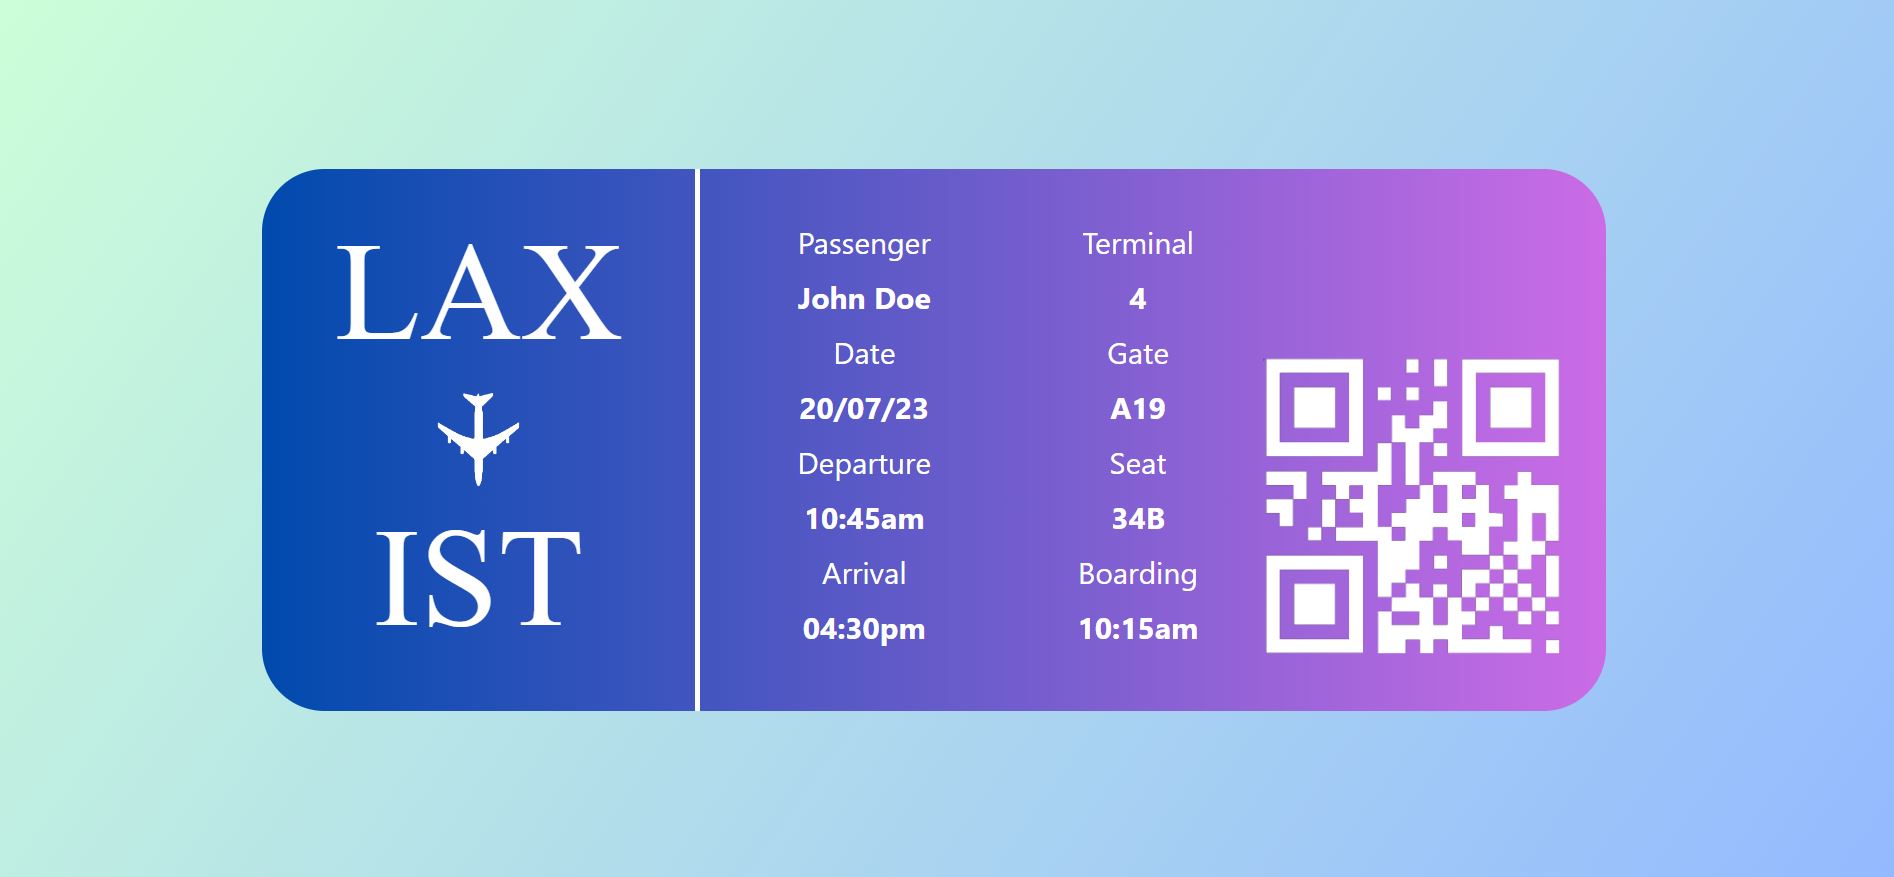 LAX
IST
Passenger
John Doe
Date
20/07/23
Departure
10:45am
Arrival
04:30pm
Terminal
4
Gate
A19
Seat
34B
Boarding
10:15am